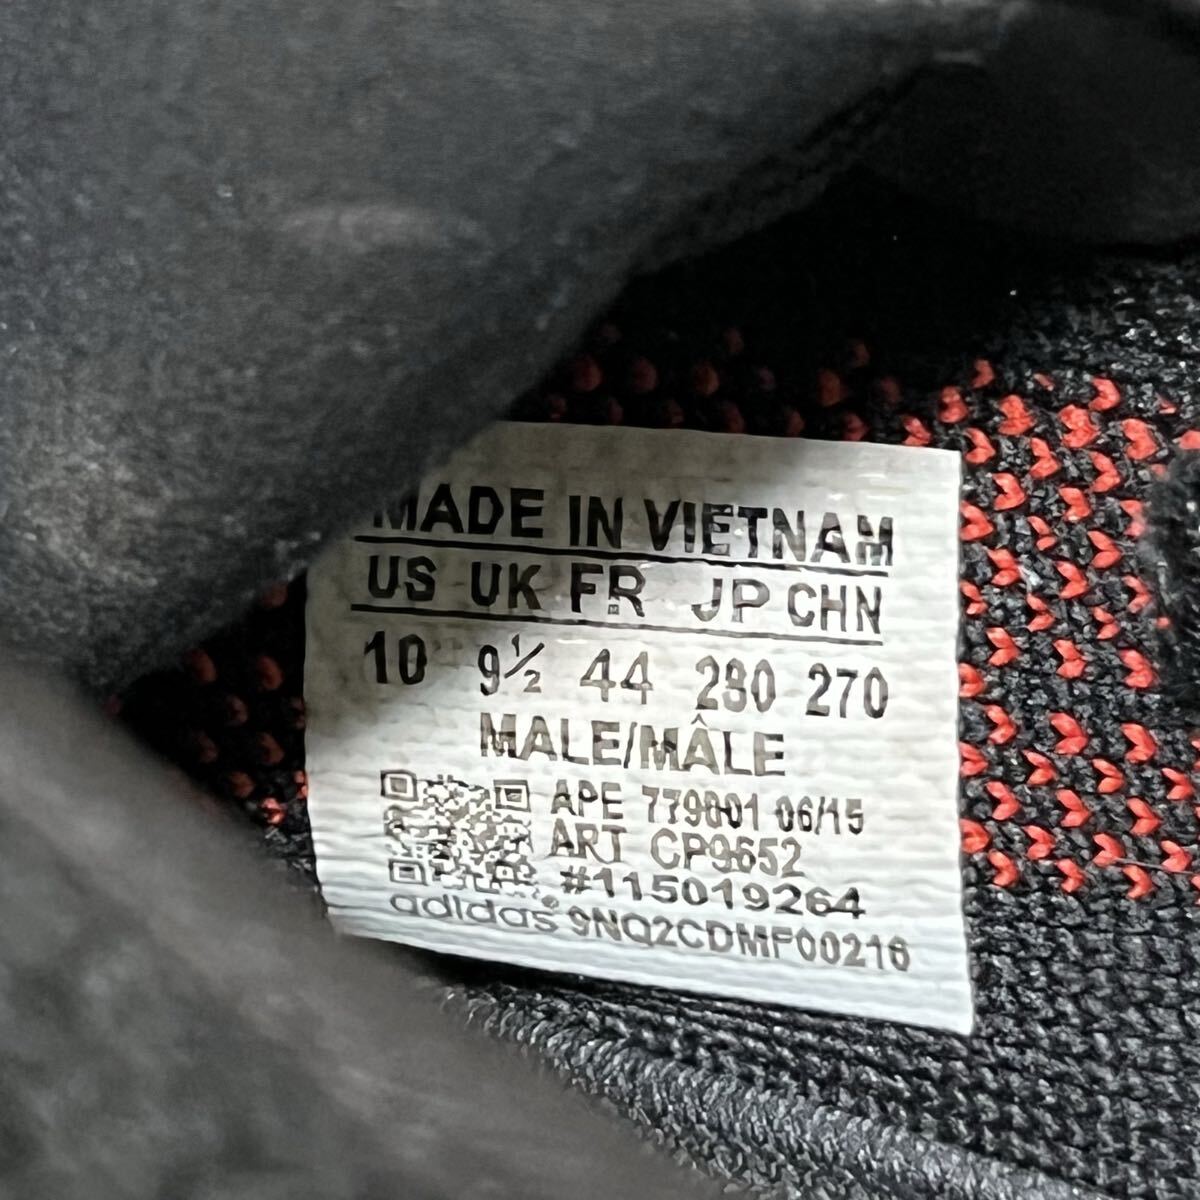 MADE IN VIETNAM
US UK FR JP CHN
10 9½ 44 280 270
MALE/MÂLE
APE 779001 06/15
ART CP9652
#115019264
adidas® 9NQ2CDMF00216